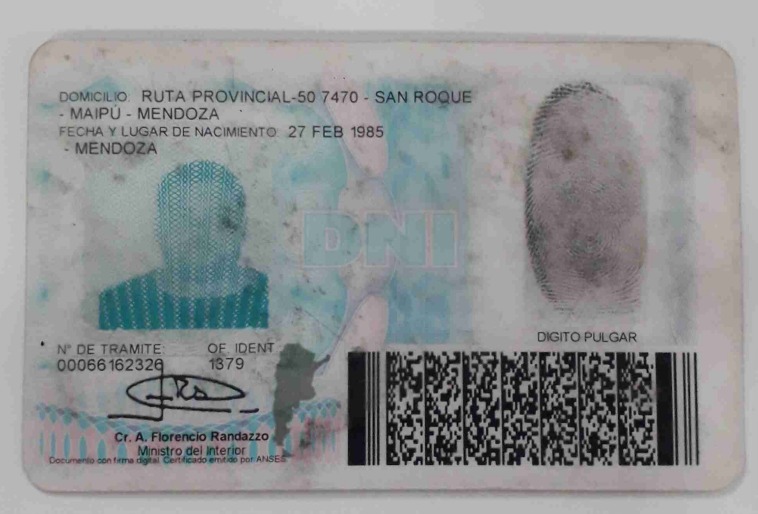 DOMICILIO: RUTA PROVINCIAL-50 7470 - SAN ROQUE
- MAIPÚ - MENDOZA
FECHA Y LUGAR DE NACIMIENTO: 27 FEB 1985
- MENDOZA
DNI
DIGITO PULGAR
N° DE TRAMITE: OF. IDENT
00066162326 1379
Cr. A. Florencio Randazzo
Ministro del Interior
Documento con firma digital. Certificado emitido por ANSES